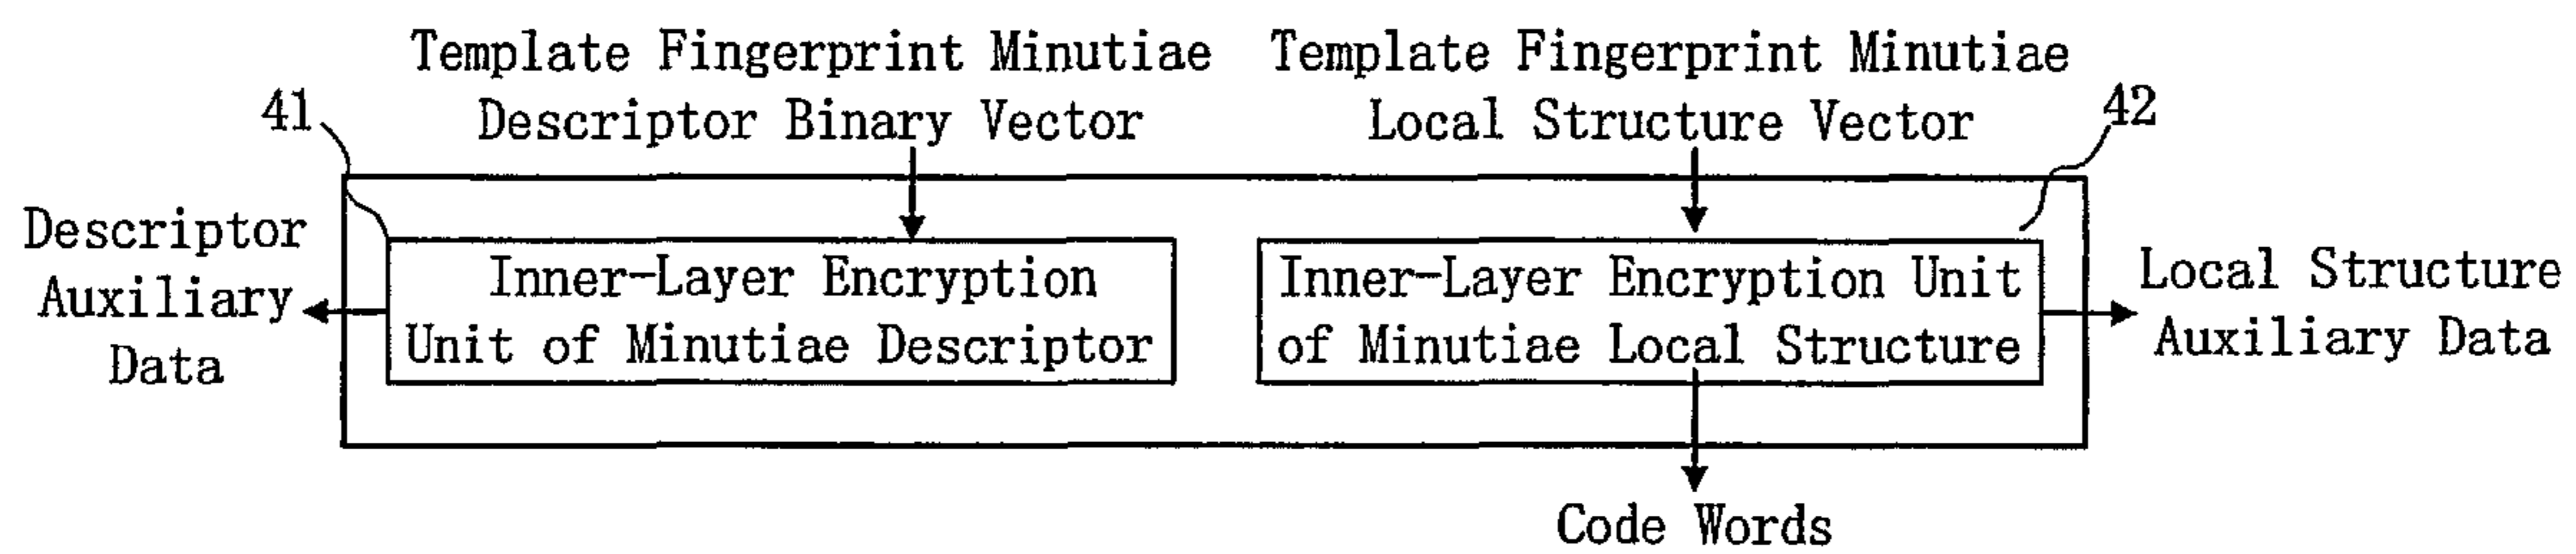 Template Fingerprint Minutiae
Descriptor Binary Vector
Template Fingerprint Minutiae
Local Structure Vector
41
42
Descriptor
Auxiliary
Data
Inner-Layer Encryption
Unit of Minutiae Descriptor
Inner-Layer Encryption Unit
of Minutiae Local Structure
Local Structure
Auxiliary Data
Code Words